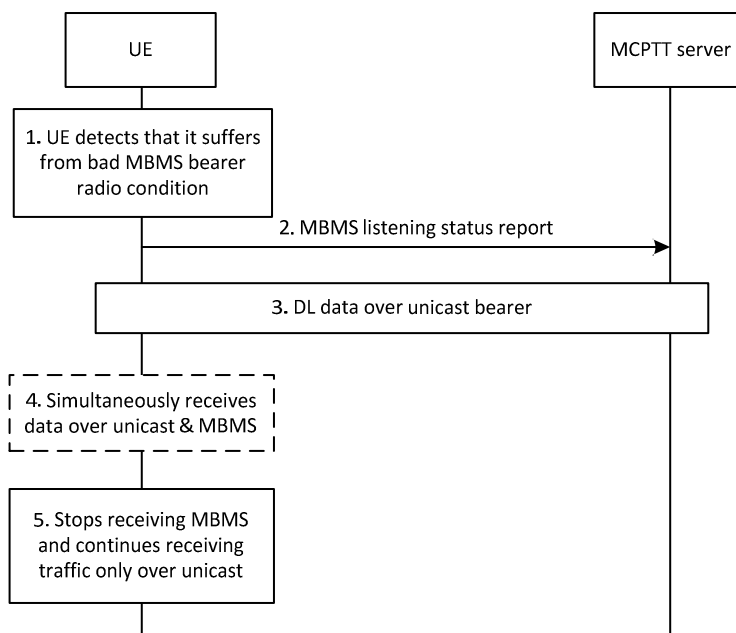 UE
MCPTT server
1. UE detects that it suffers
from bad MBMS bearer
radio condition
2. MBMS listening status report
3. DL data over unicast bearer
4. Simultaneously receives
data over unicast & MBMS
5. Stops receiving MBMS
and continues receiving
traffic only over unicast